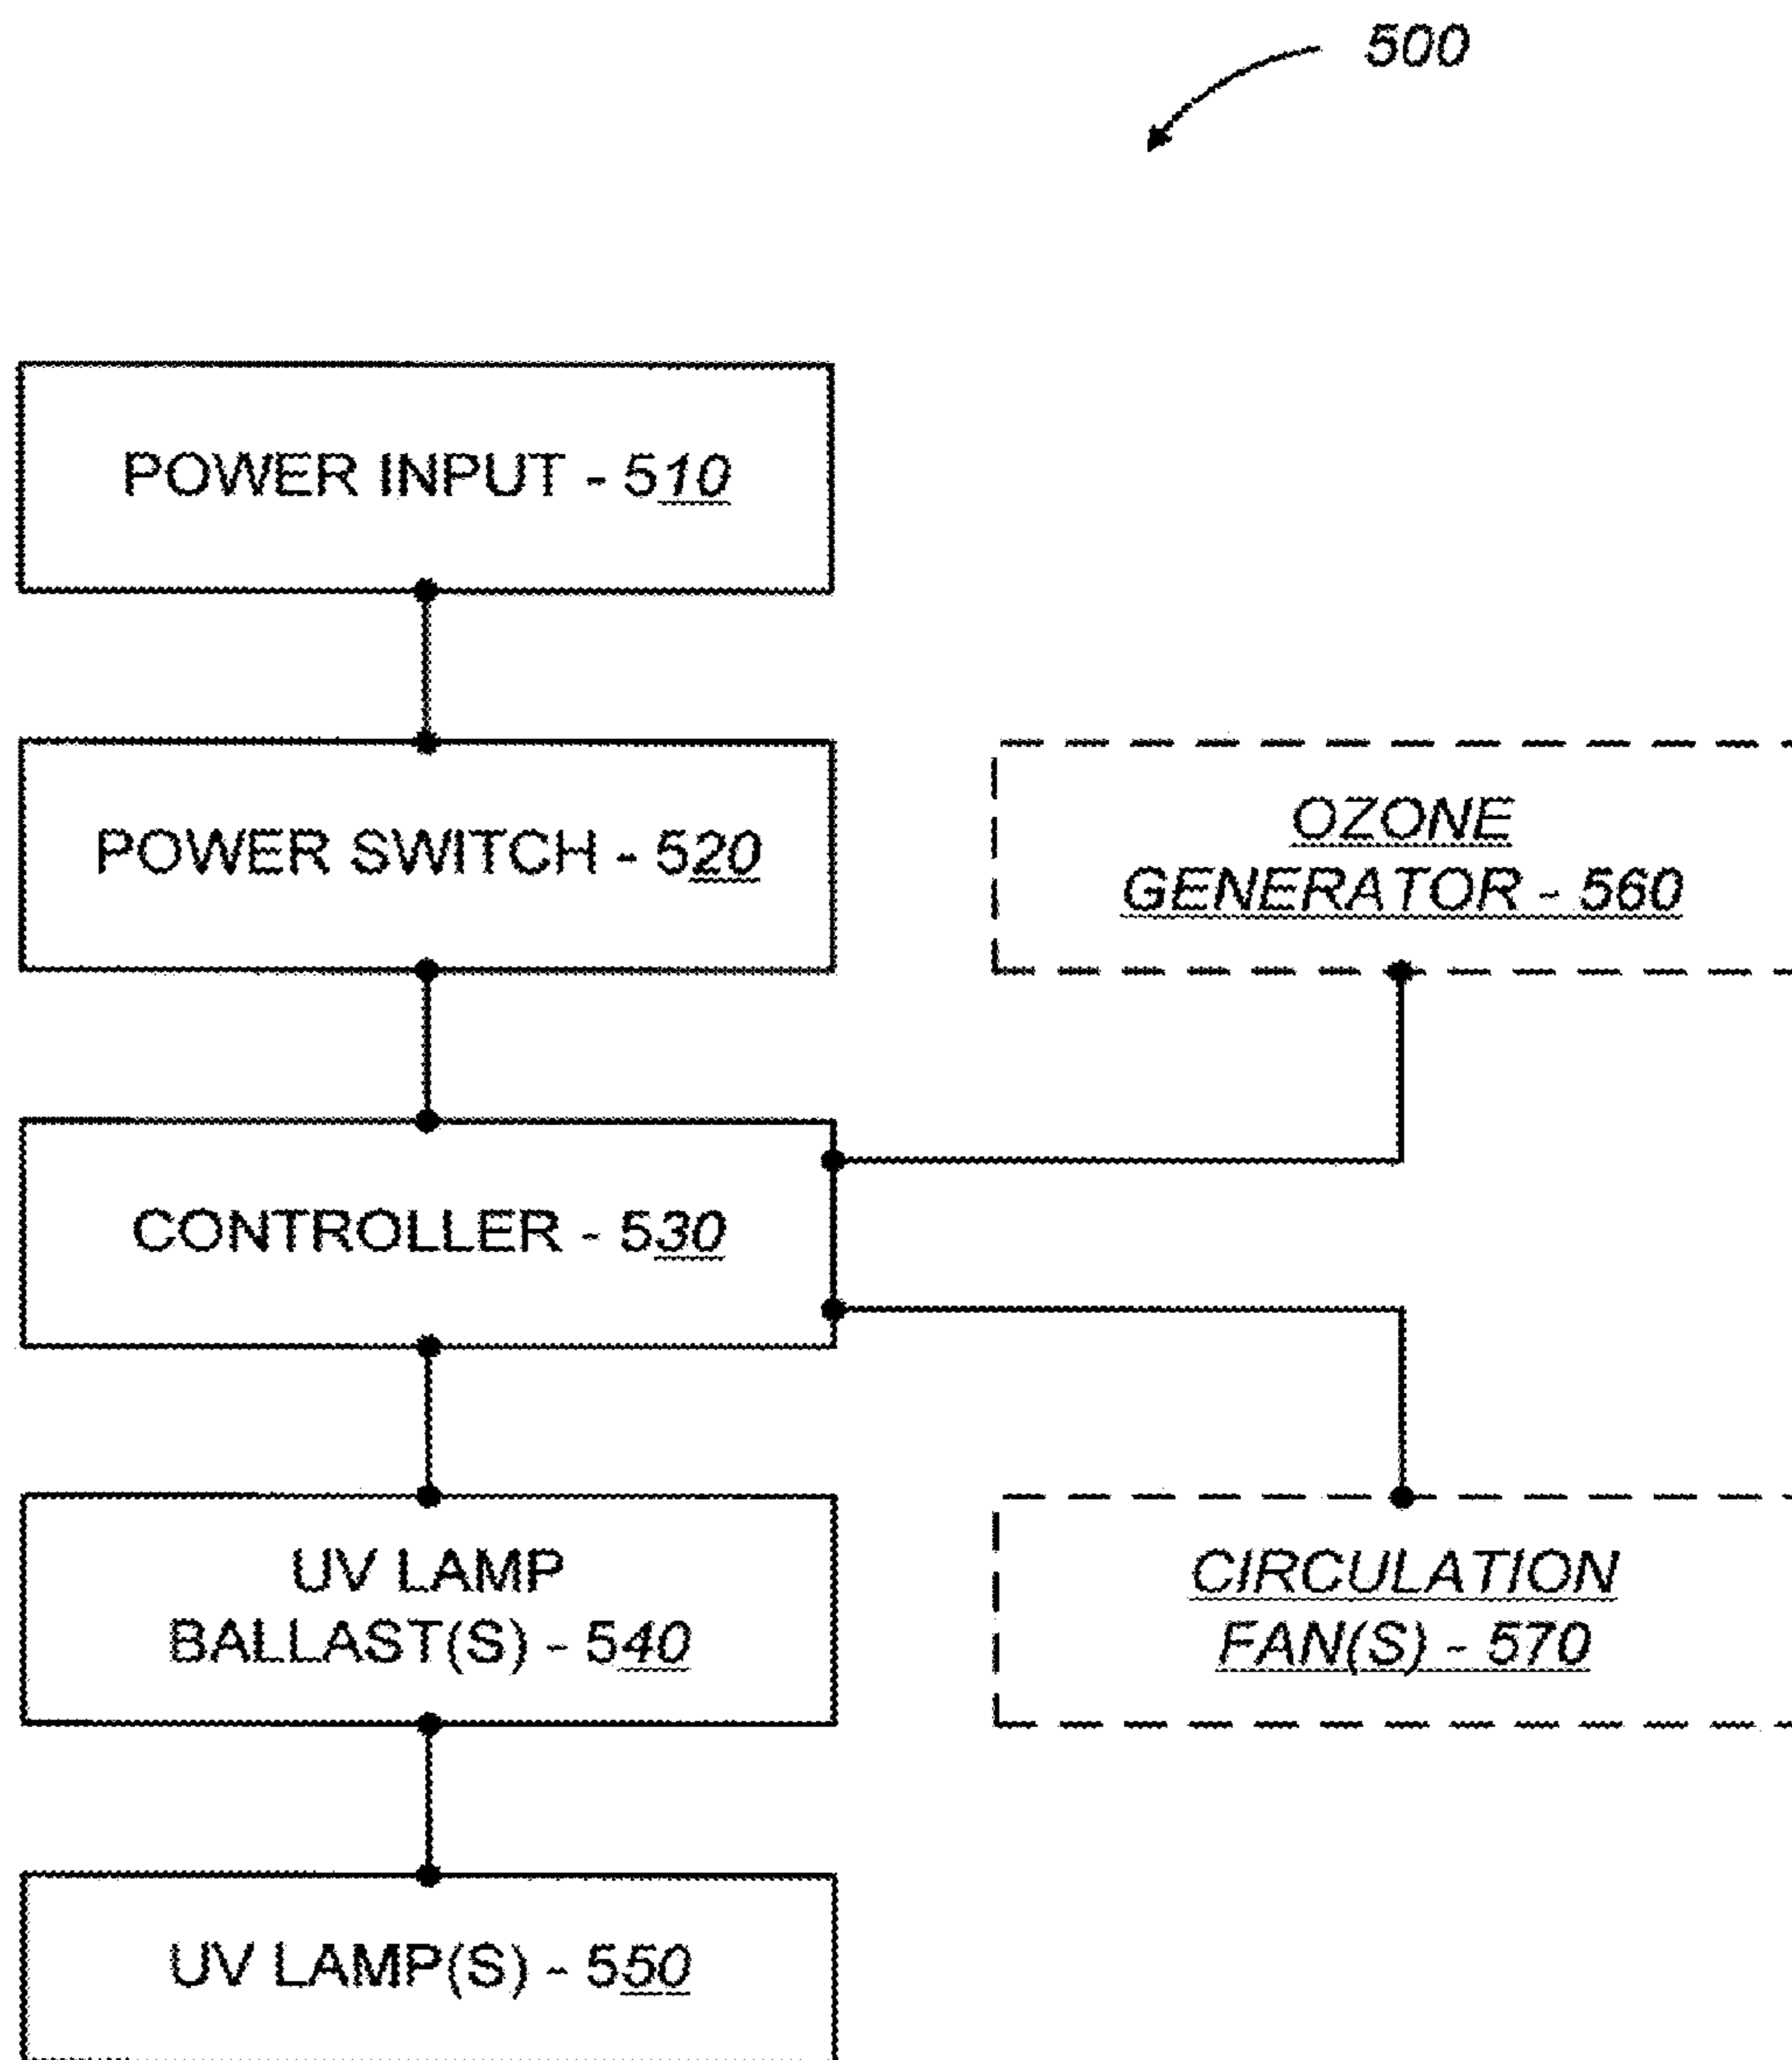 500
POWER INPUT - 510
POWER SWITCH - 520
OZONE
GENERATOR - 560
CONTROLLER - 530
UV LAMP
BALLAST(S) - 540
CIRCULATION
FAN(S) - 570
UV LAMP(S) - 550